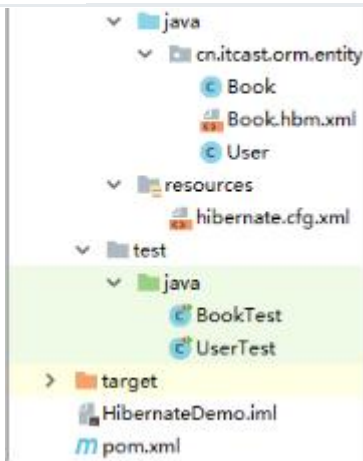 java
cn.itcast.orm.entity
Book
Book.hbm.xml
User
resources
hibernate.cfg.xml
test
java
BookTest
UserTest
target
HibernateDemo.iml
pom.xml